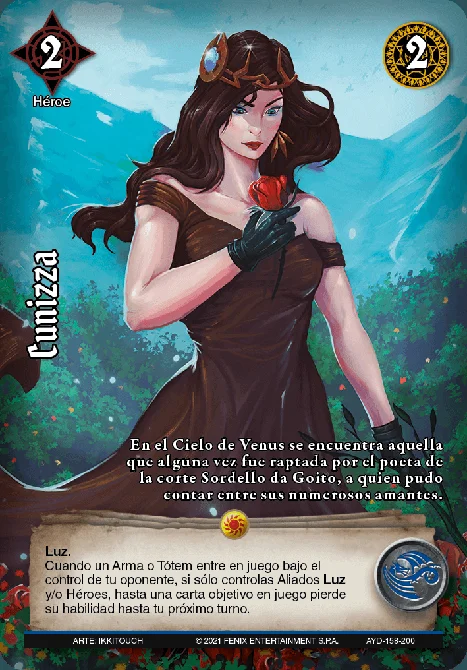 2
2
Héroe
Cunizza
En el Cielo de Venus se encuentra aquella
que alguna vez fue raptada por el poeta de
la corte Sordello da Goito, a quien pudo
contar entre sus numerosos amantes.
Luz.
Cuando un Arma o Tótem entre en juego bajo el
control de tu oponente, si sólo controlas Aliados Luz
y/o Héroes, hasta una carta objetivo en juego pierde
su habilidad hasta tu próximo turno.
ARTE: IKKITOUCH © 2021 FENIX ENTERTAINMENT S.P.A. AYD-159-200